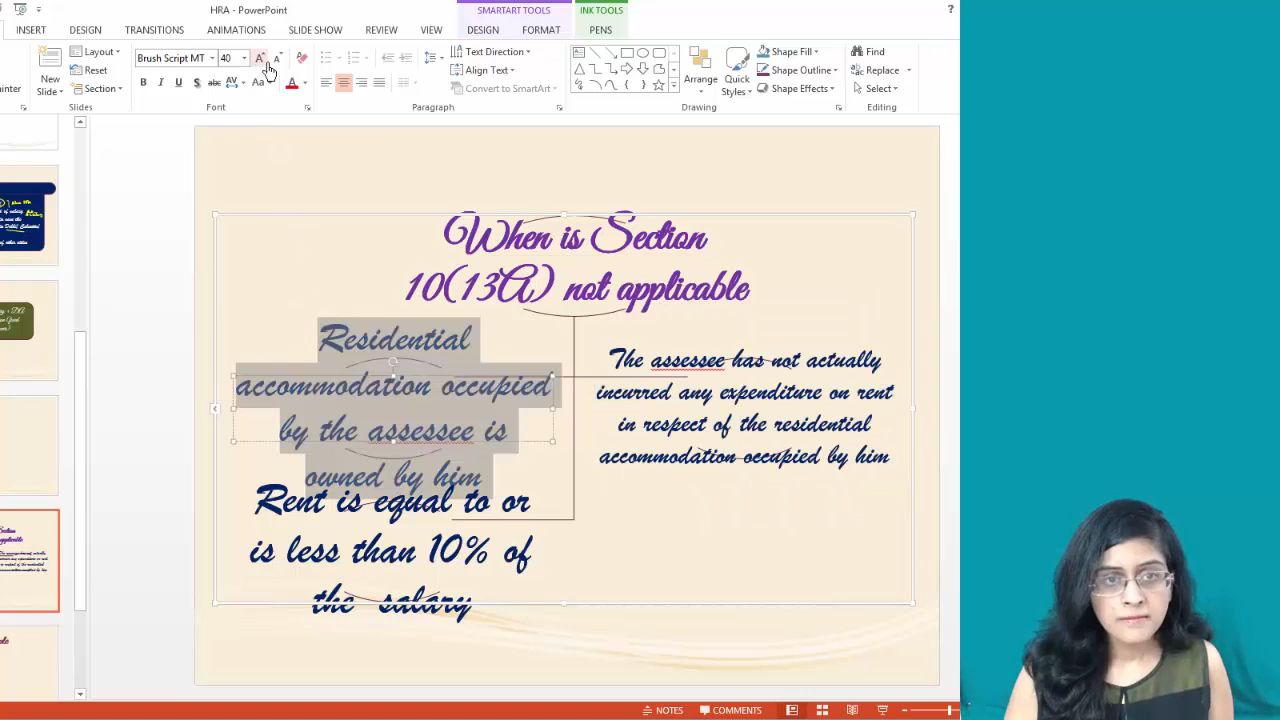 HRA - PowerPoint
SMARTART TOOLS
INK TOOLS
?
INSERT
DESIGN
TRANSITIONS
ANIMATIONS
SLIDE SHOW
REVIEW
VIEW
DESIGN
FORMAT
PENS
New
Slide
Layout
Reset
Section
Slides
Brush Script MT
40
B I U S abc AV Aa A
Font
Text Direction
Align Text
Convert to SmartArt
Paragraph
Arrange
Quick
Styles
Shape Fill
Shape Outline
Shape Effects
Drawing
Find
Replace
Select
Editing
When is Section
10(13A) not applicable
Residential
accommodation occupied
by the assessee is
owned by him
The assessee has not actually
incurred any expenditure on rent
in respect of the residential
accommodation occupied by him
Rent is equal to or
is less than 10% of
the salary
NOTES
COMMENTS